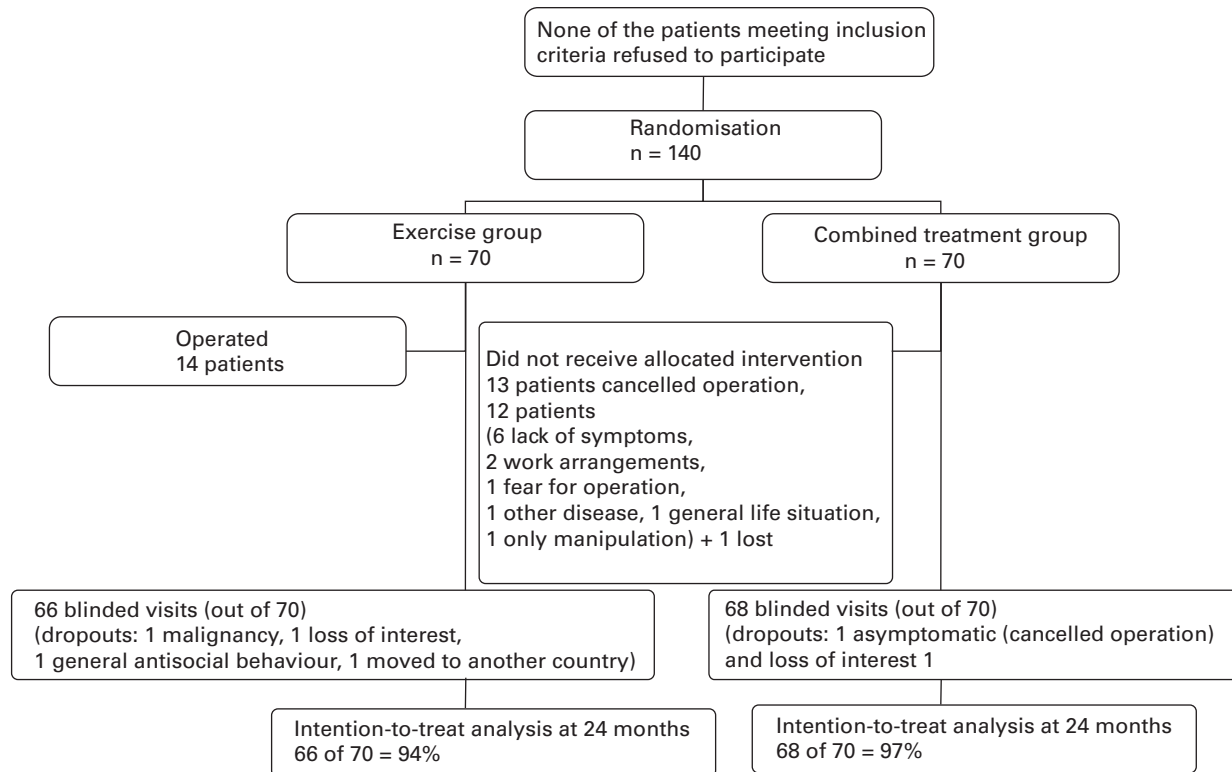 None of the patients meeting inclusion
criteria refused to participate
Randomisation
n = 140
Exercise group
n = 70
Combined treatment group
n = 70
Operated
14 patients
Did not receive allocated intervention
13 patients cancelled operation,
12 patients
(6 lack of symptoms,
2 work arrangements,
1 fear for operation,
1 other disease, 1 general life situation,
1 only manipulation) + 1 lost
66 blinded visits (out of 70)
(dropouts: 1 malignancy, 1 loss of interest,
1 general antisocial behaviour, 1 moved to another country)
68 blinded visits (out of 70)
(dropouts: 1 asymptomatic (cancelled operation)
and loss of interest 1
Intention-to-treat analysis at 24 months
66 of 70 = 94%
Intention-to-treat analysis at 24 months
68 of 70 = 97%